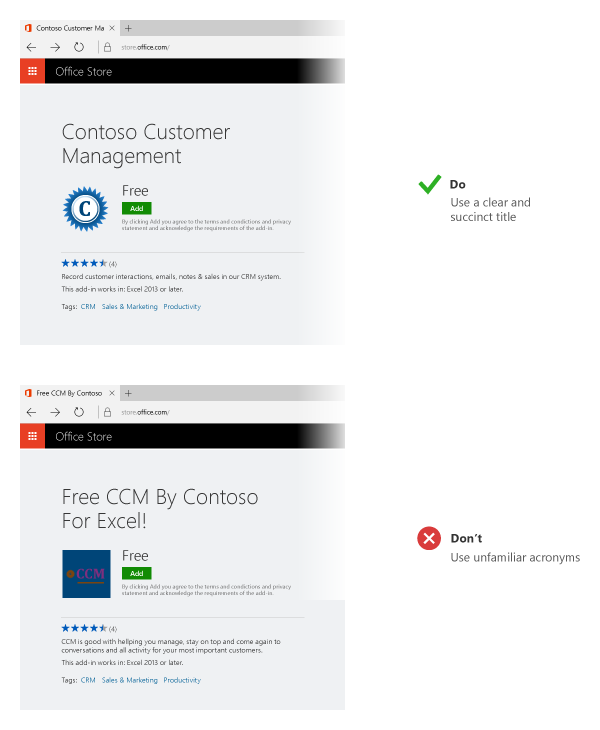 Contoso Customer Ma
store.office.com/
Office Store
Contoso Customer
Management
C
Free
Add
By clicking Add you agree to the terms and condictions and privacy
statement and acknowledge the requirements of the add-in.
(4)
Record customer interactions, emails, notes & sales in our CRM system.
This add-in works in: Excel 2013 or later.
Tags: CRM Sales & Marketing Productivity
Do
Use a clear and
succinct title
Free CCM By Contoso
store.office.com/
Office Store
Free CCM By Contoso
For Excel!
CCM
Free
Add
By clicking Add you agree to the terms and condictions and privacy
statement and acknowledge the requirements of the add-in.
(4)
CCM is good with hellping you manage, stay on top and come again to
conversations and all activity for your most important customers.
This add-in works in: Excel 2013 or later.
Tags: CRM Sales & Marketing Productivity
Don't
Use unfamiliar acronyms